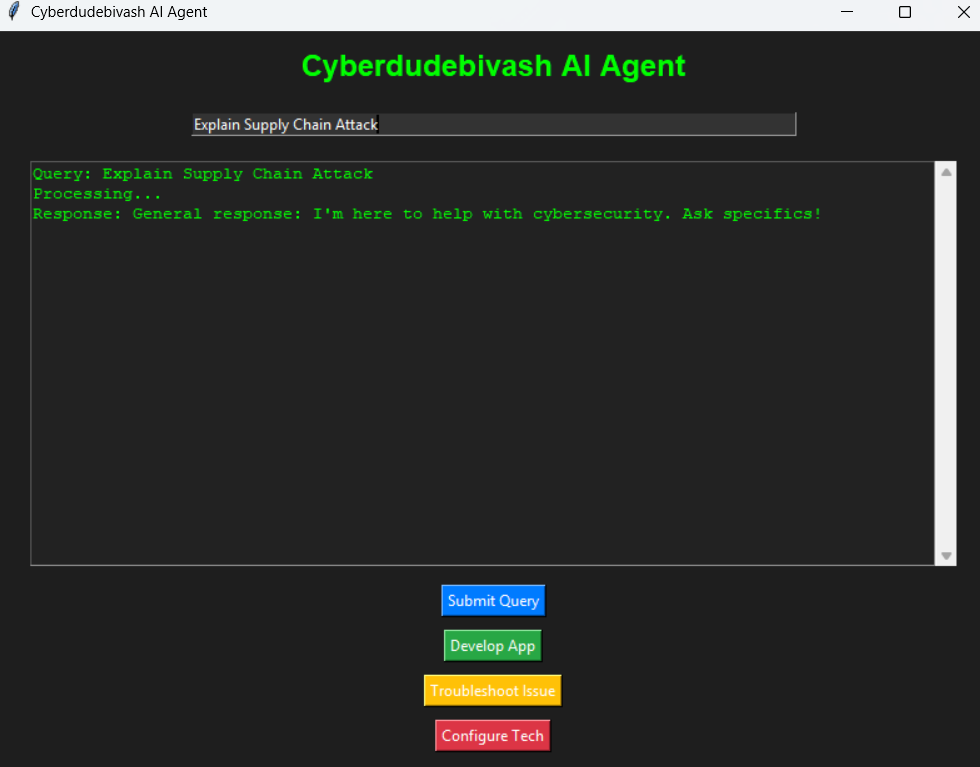 Cyberdudebivash AI Agent
Cyberdudebivash AI Agent
Explain Supply Chain Attack
Query: Explain Supply Chain Attack
Processing...
Response: General response: I'm here to help with cybersecurity. Ask specifics!
Submit Query
Develop App
Troubleshoot Issue
Configure Tech